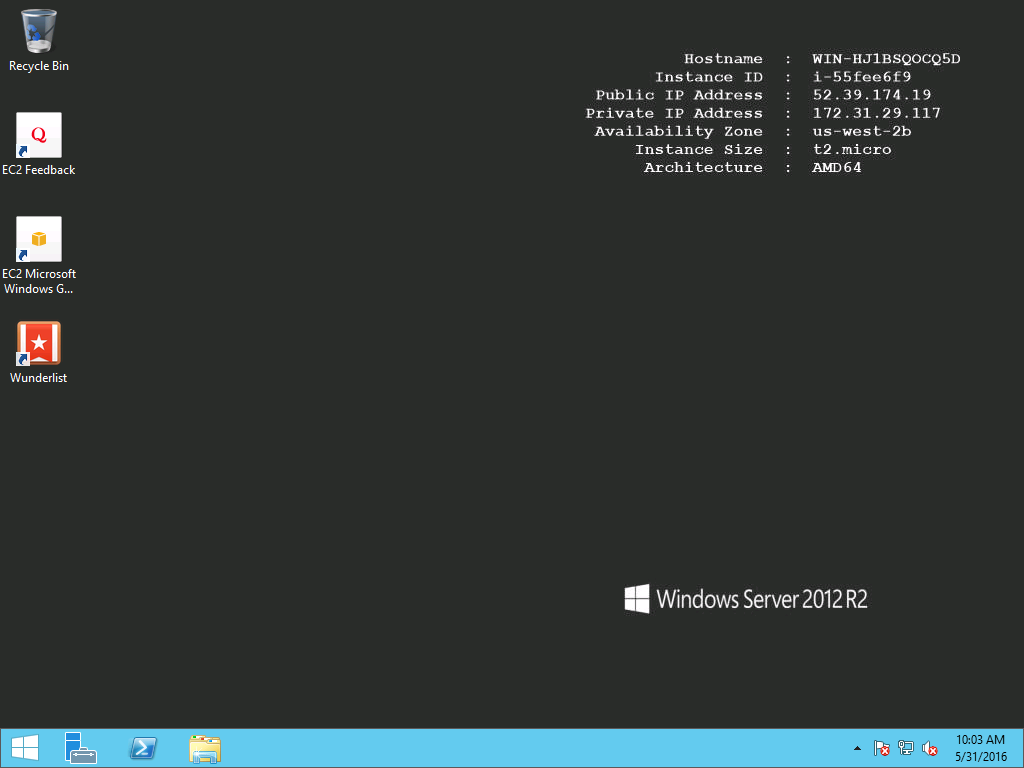 Recycle Bin
Q
EC2 Feedback
EC2 Microsoft
Windows G...
Wunderlist
Hostname : WIN-HJ1BSQOCQ5D
Instance ID : i-55fee6f9
Public IP Address : 52.39.174.19
Private IP Address : 172.31.29.117
Availability Zone : us-west-2b
Instance Size : t2.micro
Architecture : AMD64
Windows Server 2012 R2
10:03 AM
5/31/2016